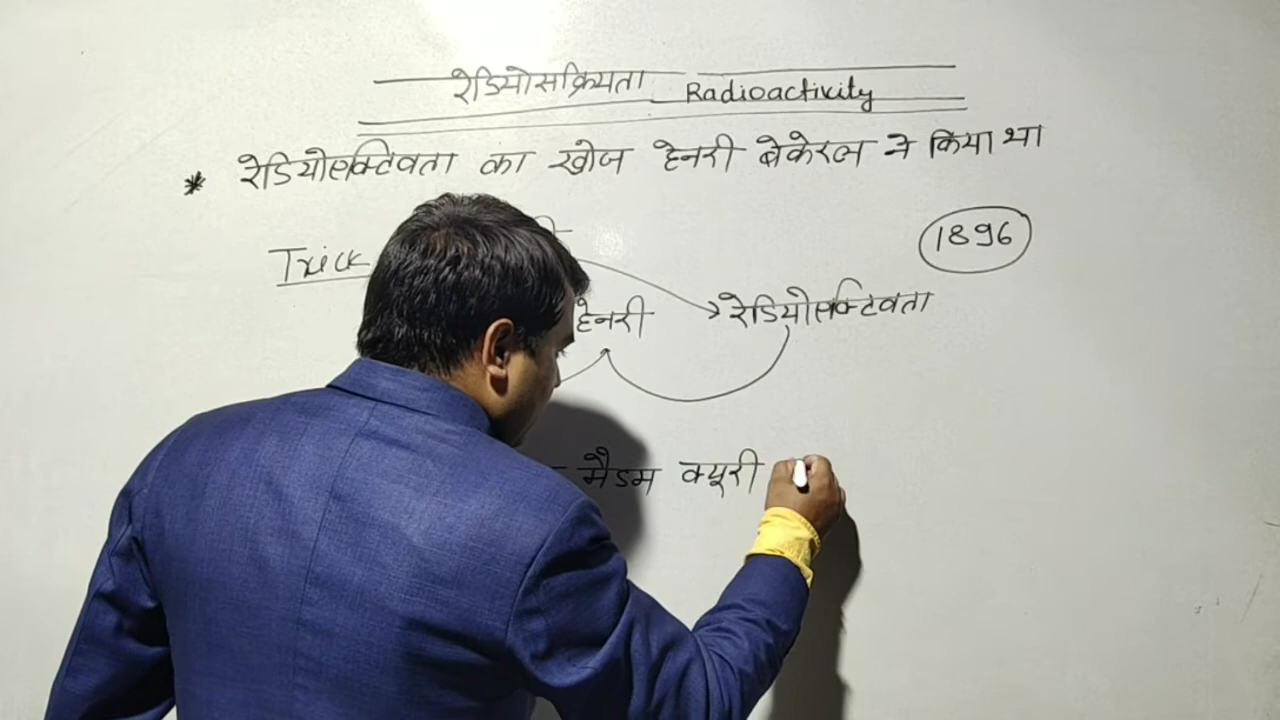 रेडियोसक्रियता Radioactivity
* रेडियोएक्टिवता का खोज हेनरी बेकेरल ने किया था
1896
Trick
हेनरी → रेडियोएक्टिवता
- मैडम क्यूरी